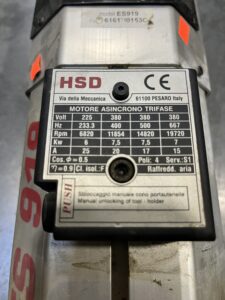 ES919
HSD CE
Via della Meccanica 61100 PESARO Italy
MOTORE ASINCRONO TRIFASE
Volt 225 380 380 380
Hz 233.3 400 500 667
Rpm 6820 11854 14820 19720
Kw 6 7,5 7,5 7
A 25 20 17 15
Cos.φ=0.5 Poli: 4 Serv.:S1
η=0.9 Cl. isol.:F Raffredd. aria
PUSH
Sbloccaggio manuale cono portautensile
Manual unlocking of tool - holder